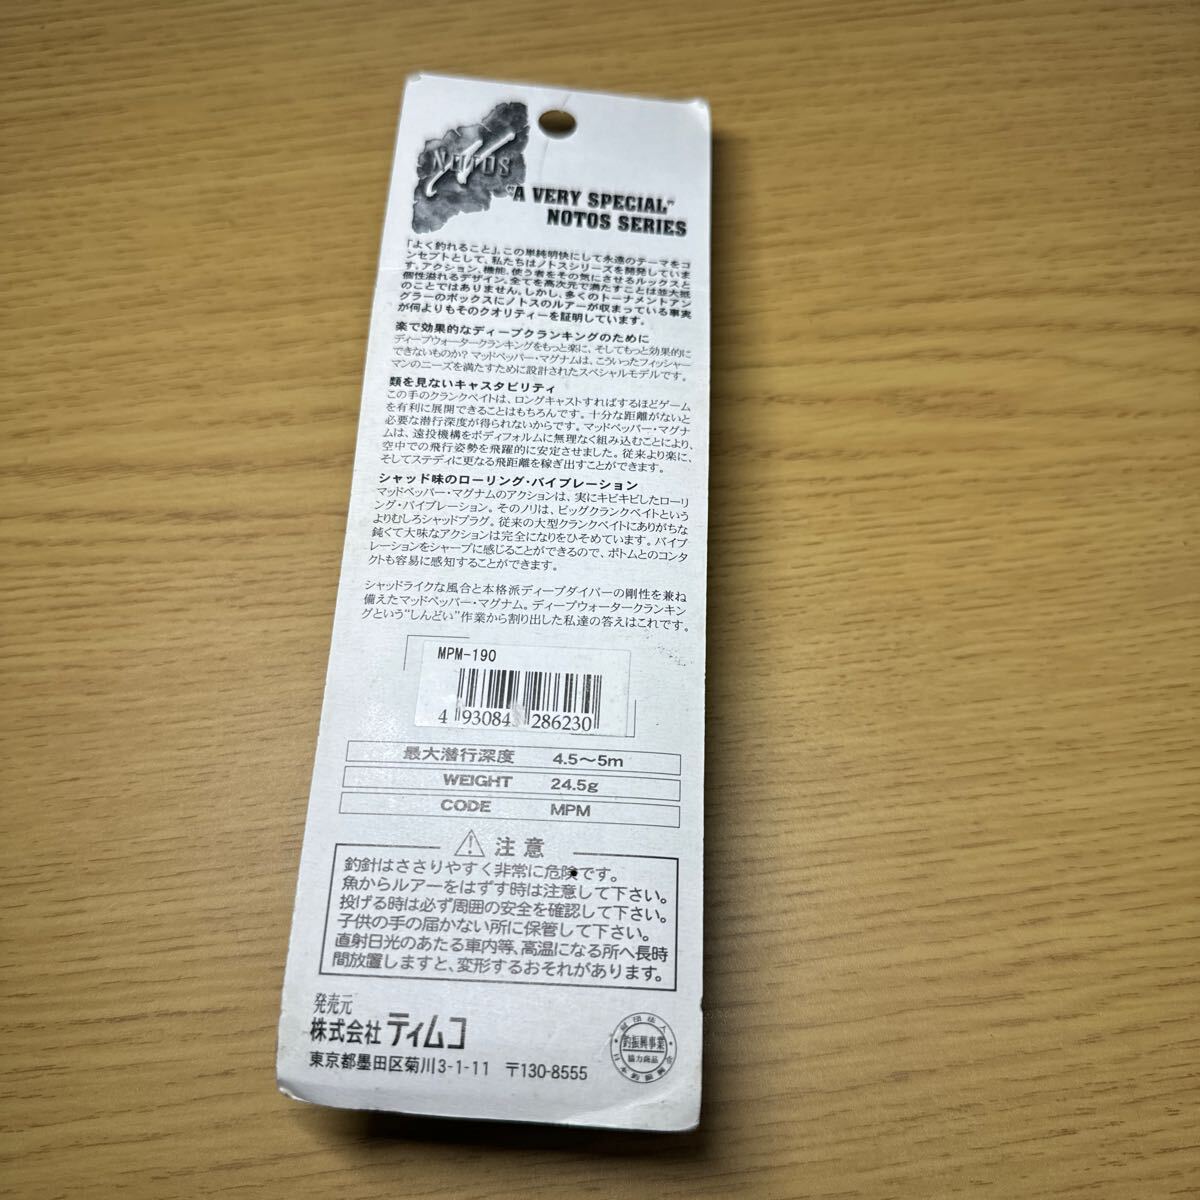 NOTOS
"A VERY SPECIAL"
NOTOS SERIES
「よく釣れること」、この単純明快にして永遠のテーマをコ
ンセプトとして、私たちはノトスシリーズを開発していま
す。アクション、機能、使う者をその気にさせるルックスと
個性溢れるデザイン。全てを高次元で満たすことは並大抵
のことではありません。しかし、多くのトーナメントアン
グラーのボックスにノトスのルアーが収まっている事実
が何よりもそのクオリティーを証明しています。
楽で効果的なディープクランキングのために
ディープウォータークランキングをもっと楽に、そしてもっと効果的に
できないものか？マッドペッパー・マグナムは、こういったフィッシャー
マンのニーズを満たすために設計されたスペシャルモデルです。
類を見ないキャスタビリティ
この手のクランクベイトは、ロングキャストすればするほどゲーム
を有利に展開できることはもちろんです。十分な距離がないと
必要な潜行深度が得られないからです。マッドペッパー・マグナ
ムは、遠投機構をボディフォルムに無理なく組み込むことにより、
空中での飛行姿勢を飛躍的に安定させました。従来より楽に、
そしてステディに更なる飛距離を稼ぎ出すことができます。
シャッド味のローリング・バイブレーション
マッドペッパー・マグナムのアクションは、実にキビキビしたローリ
ング・バイブレーション。そのノリは、ビッグクランクベイトという
よりむしろシャッドプラグ。従来の大型クランクベイトにありがちな
鈍くて大味なアクションは完全になりをひそめています。バイブ
レーションをシャープに感じることができるので、ボトムとのコンタ
クトも容易に感知することができます。
シャッドライクな風合と本格派ディープダイバーの剛性を兼ね
備えたマッドペッパー・マグナム。ディープウォータークランキン
グという"しんどい"作業から割り出した私達の答えはこれです。
MPM-190
4 93084 286230
最大潜行深度 4.5〜5m
WEIGHT 24.5g
CODE MPM
注意
釣針はささりやすく非常に危険です。
魚からルアーをはずす時は注意して下さい。
投げる時は必ず周囲の安全を確認して下さい。
子供の手の届かない所に保管して下さい。
直射日光のあたる車内等、高温になる所へ長時
間放置しますと、変形するおそれがあります。
発売元
株式会社 ティムコ
東京都墨田区菊川3-1-11 〒130-8555
財団法人
釣振興事業
協力商品